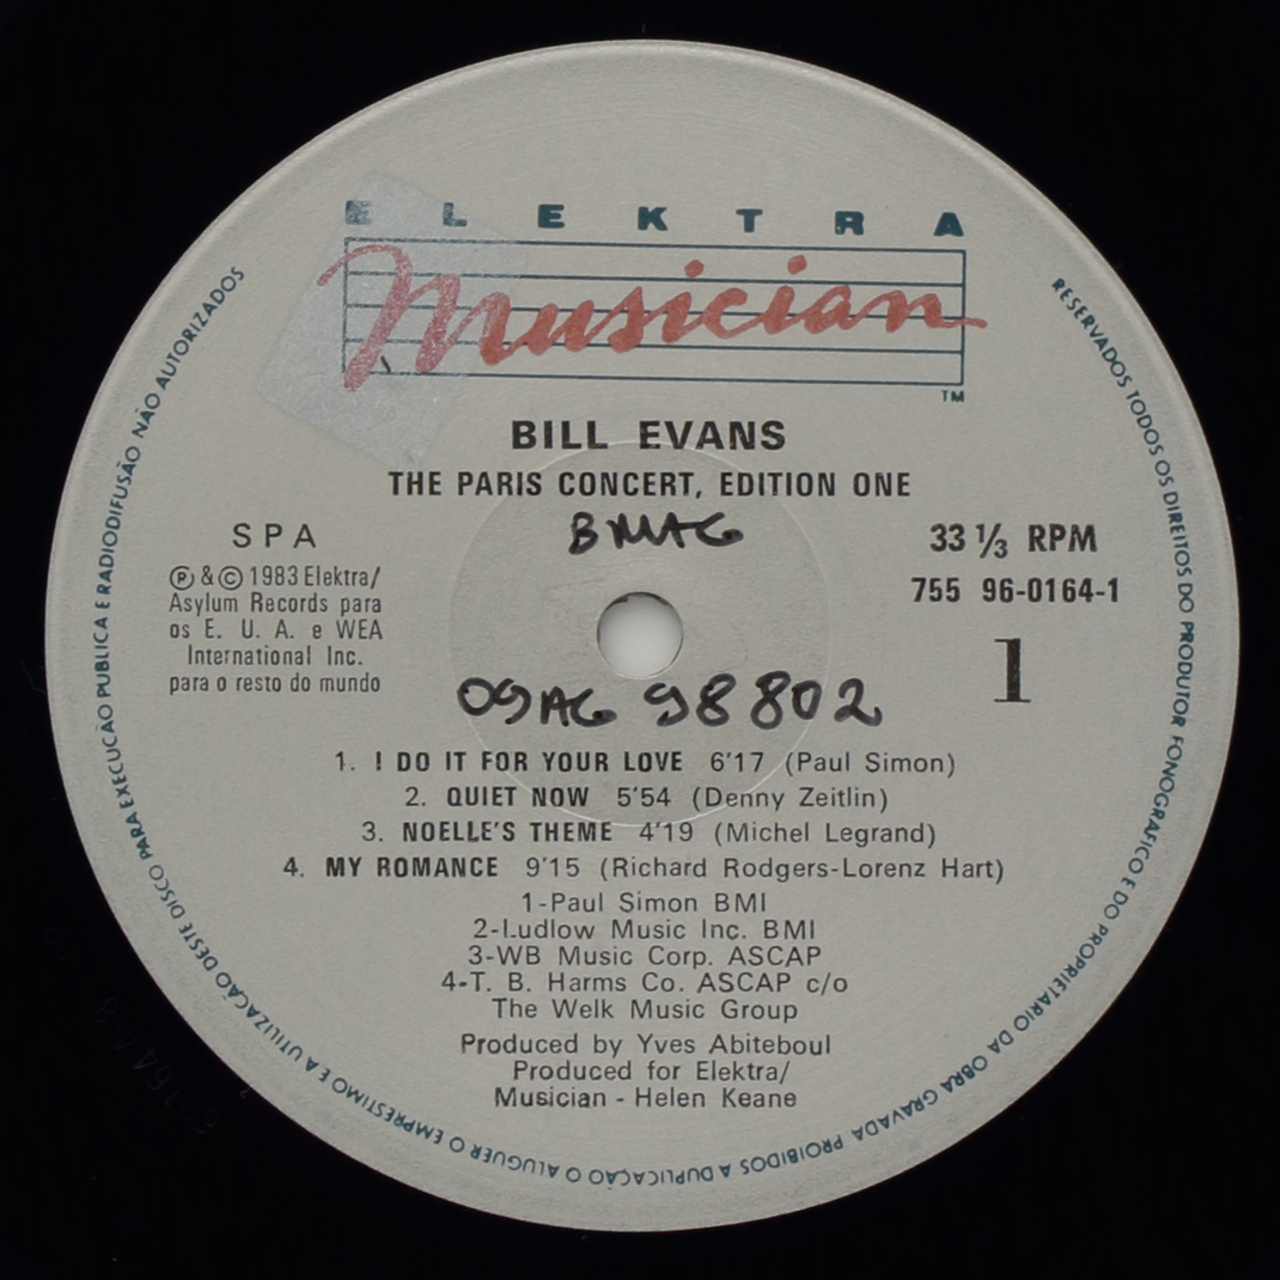 ELEKTRA
Musician
TM
BILL EVANS
THE PARIS CONCERT, EDITION ONE
BMAG
SPA
℗ & © 1983 Elektra/
Asylum Records para
os E. U. A. e WEA
International Inc.
para o resto do mundo
33 ⅓ RPM
755 96-0164-1
1
09AG 98802
1. I DO IT FOR YOUR LOVE 6'17 (Paul Simon)
2. QUIET NOW 5'54 (Denny Zeitlin)
3. NOELLE'S THEME 4'19 (Michel Legrand)
4. MY ROMANCE 9'15 (Richard Rodgers-Lorenz Hart)
1-Paul Simon BMI
2-Ludlow Music Inc. BMI
3-WB Music Corp. ASCAP
4-T. B. Harms Co. ASCAP c/o
The Welk Music Group
Produced by Yves Abiteboul
Produced for Elektra/
Musician - Helen Keane
RESERVADOS TODOS OS DIREITOS DO PRODUTOR FONOGRAFICO E DO PROPRIETARIO DA OBRA GRAVADA PROIBIDOS A DUPLICAÇÃO O ALUGUER O EMPRESTIMO E A UTILIZAÇÃO DESTE DISCO PARA EXECUÇÃO PUBLICA E RADIODIFUSÃO NÃO AUTORIZADOS